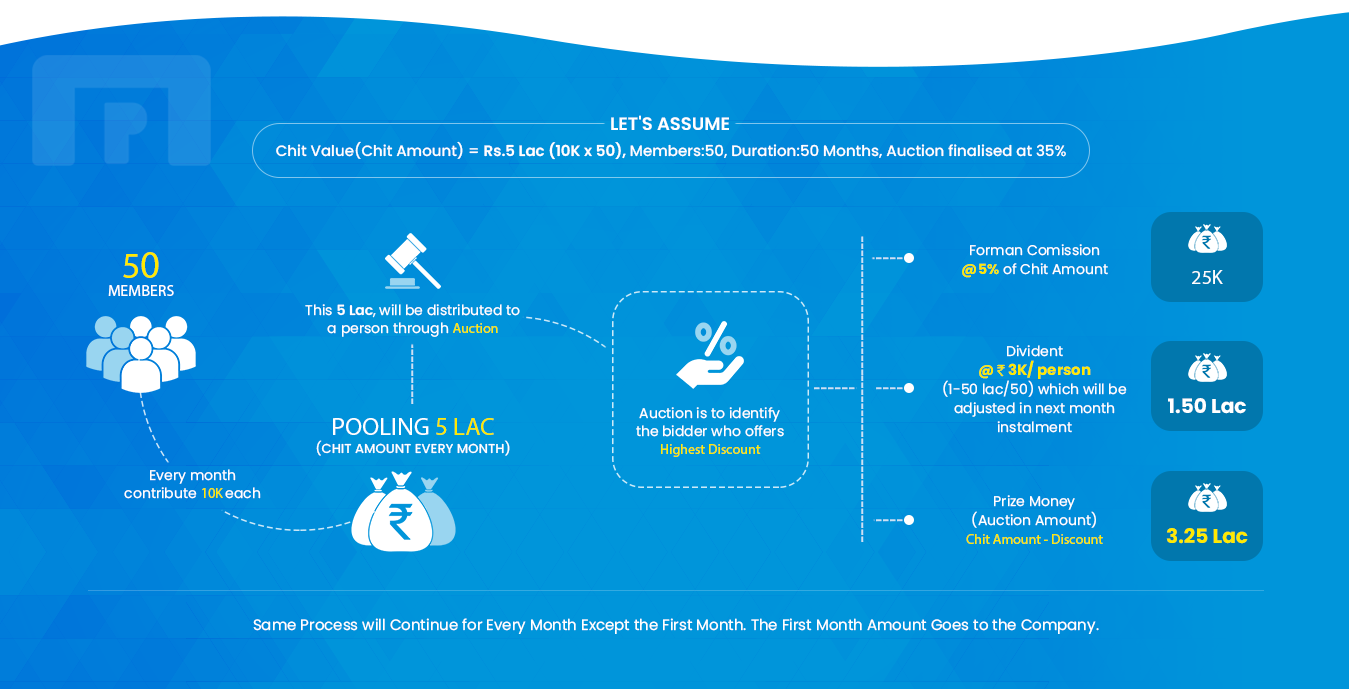 LET'S ASSUME
Chit Value(Chit Amount) = Rs.5 Lac (10K x 50), Members:50, Duration:50 Months, Auction finalised at 35%
50
MEMBERS
Every month
contribute 10K each
This 5 Lac, will be distributed to
a person through Auction
POOLING 5 LAC
(CHIT AMOUNT EVERY MONTH)
₹
%
Auction is to identify
the bidder who offers
Highest Discount
Forman Comission
@5% of Chit Amount
₹
25K
Divident
@ ₹ 3K/ person
(1-50 lac/50) which will be
adjusted in next month
instalment
₹
1.50 Lac
Prize Money
(Auction Amount)
Chit Amount - Discount
₹
3.25 Lac
Same Process will Continue for Every Month Except the First Month. The First Month Amount Goes to the Company.